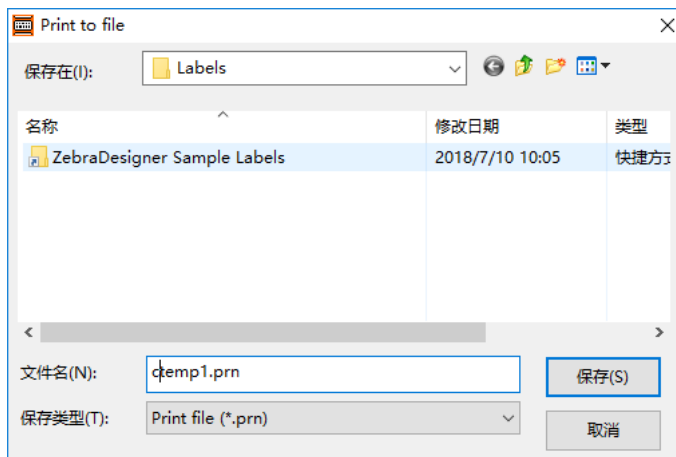 Print to file
保存在(I): Labels
名称 修改日期 类型
ZebraDesigner Sample Labels 2018/7/10 10:05 快捷方式
文件名(N): ctemp1.prn 保存(S)
保存类型(T): Print file (*.prn) 取消